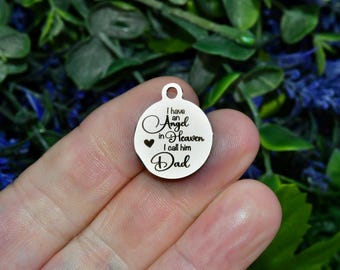 I have
an
Angel
in Heaven
I call him
Dad